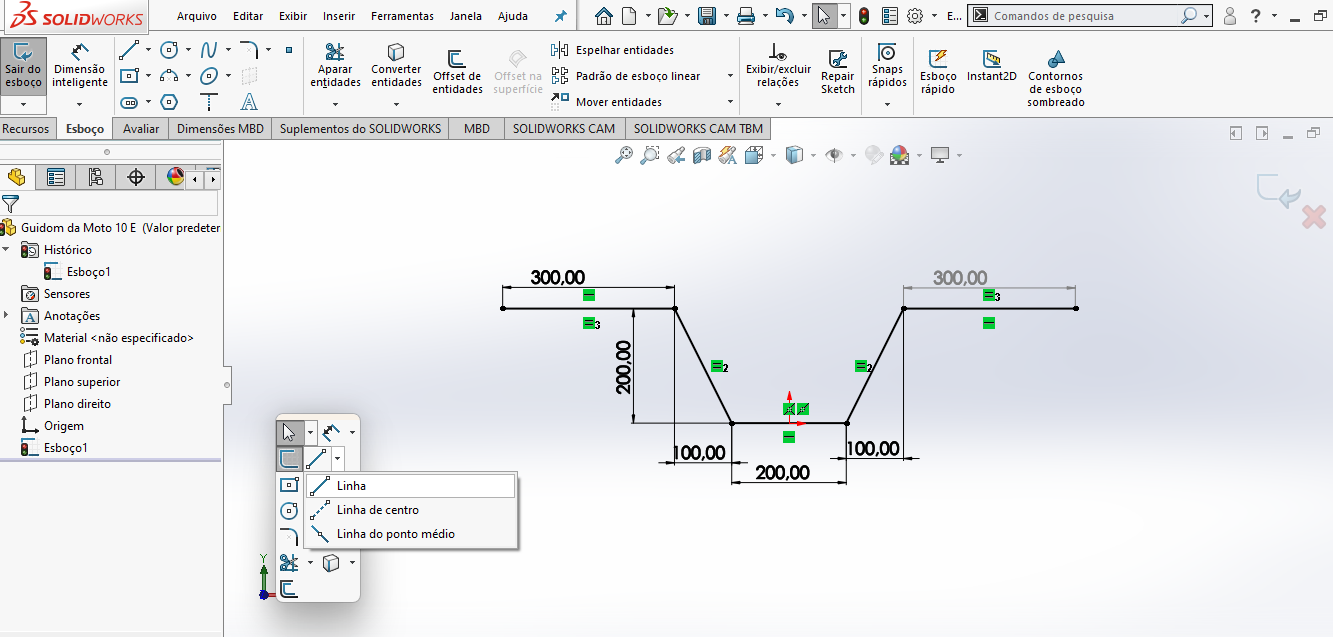 SOLIDWORKS
Arquivo Editar Exibir Inserir Ferramentas Janela Ajuda
E...
Comandos de pesquisa
?
Sair do esboço
Dimensão inteligente
Aparar entidades
Converter entidades
Offset de entidades
Offset na superfície
Espelhar entidades
Padrão de esboço linear
Mover entidades
Exibir/excluir relações
Repair Sketch
Snaps rápidos
Esboço rápido
Instant2D
Contornos de esboço sombreado
Recursos Esboço Avaliar Dimensões MBD Suplementos do SOLIDWORKS MBD SOLIDWORKS CAM SOLIDWORKS CAM TBM
Guidom da Moto 10 E (Valor predeter
Histórico
Esboço1
Sensores
Anotações
Material <não especificado>
Plano frontal
Plano superior
Plano direito
Origem
Esboço1
300,00
300,00
3
3
200,00
2
2
100,00
100,00
200,00
Linha
Linha de centro
Linha do ponto médio
Y